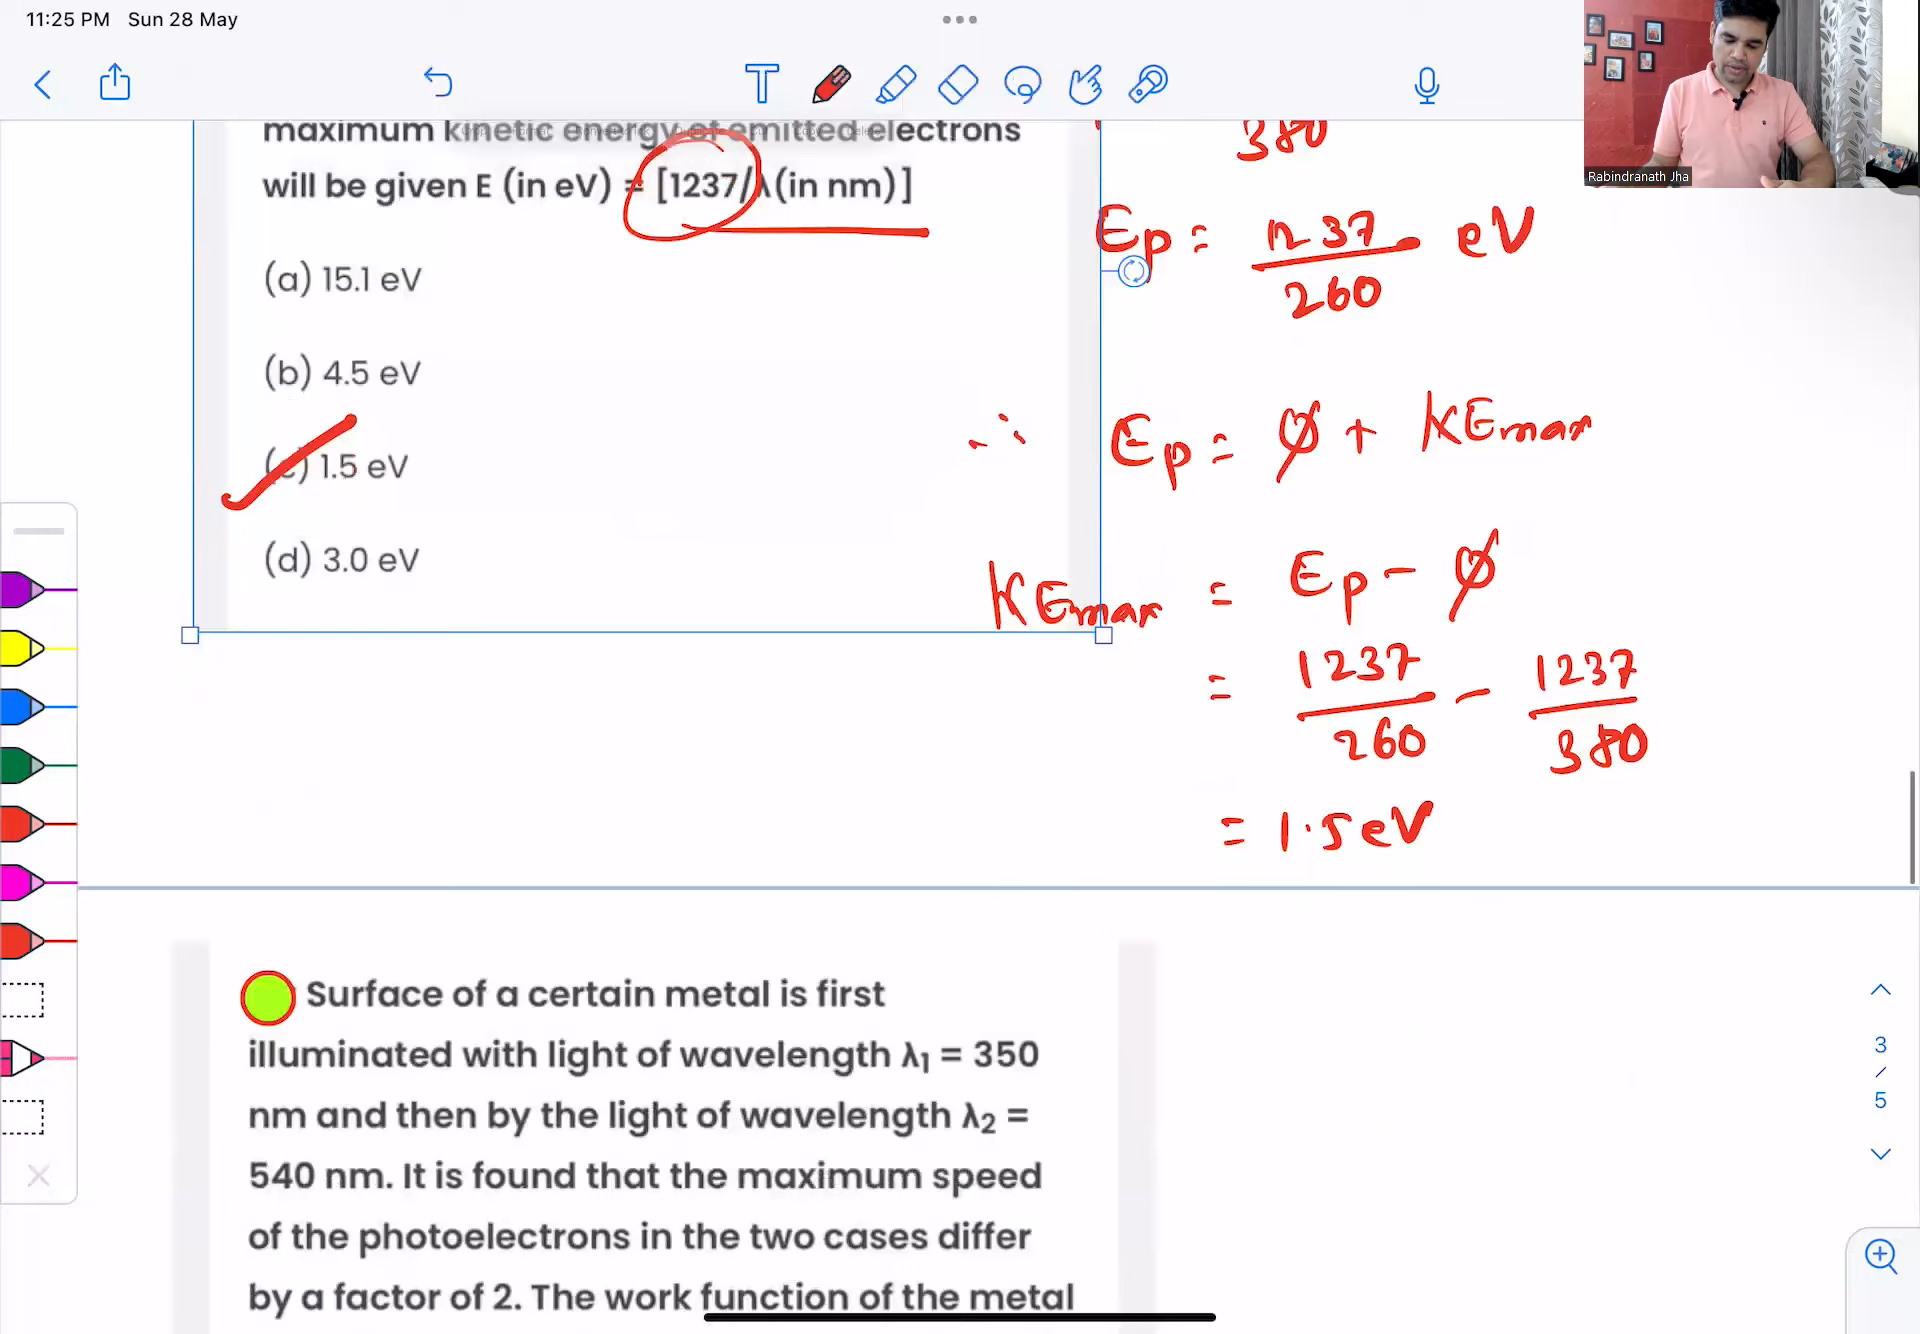 11:25 PM Sun 28 May
Rabindranath Jha
maximum kinetic energy of emitted electrons
will be given E (in eV) = [1237/λ(in nm)]
(a) 15.1 eV
(b) 4.5 eV
(c) 1.5 eV
(d) 3.0 eV
380
Ep = 1237/260 eV
∴ Ep = ϕ + KEmax
KEmax = Ep - ϕ
= 1237/260 - 1237/380
= 1.5 eV
Surface of a certain metal is first
illuminated with light of wavelength λ₁ = 350
nm and then by the light of wavelength λ₂ =
540 nm. It is found that the maximum speed
of the photoelectrons in the two cases differ
by a factor of 2. The work function of the metal
3
/
5